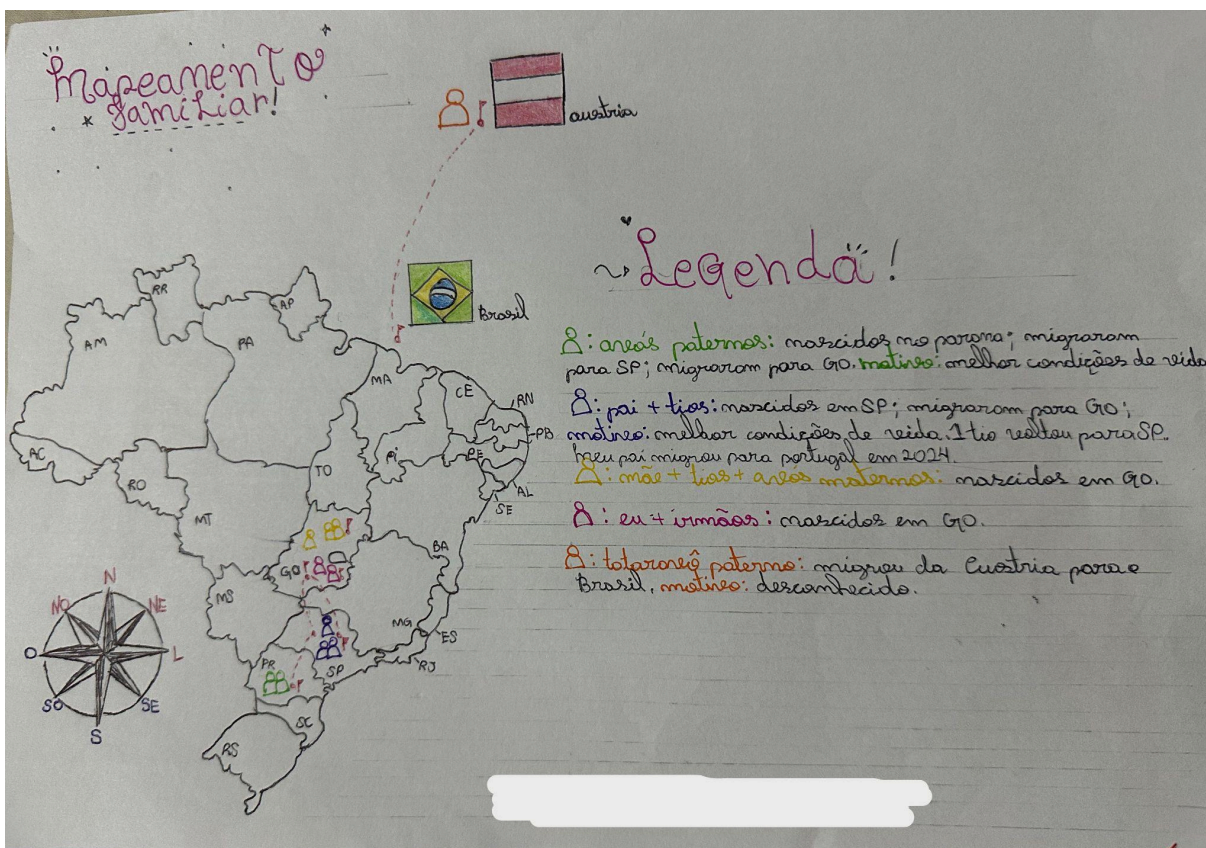 Mapeamento
familiar!
austria
Brasil
Legenda!
: avós paternos: nascidos no parana; migraram
para SP; migraram para GO. motivo: melhor condições de vida
: pai + tios: nascidos em SP; migraram para GO;
motivo: melhor condições de vida. 1 tio voltou para SP.
meu pai migrou para portugal em 2024.
: mãe + tias + avós maternos: nascidos em GO.
: eu + irmãos: nascidos em GO.
: tataravô paterno: migrou da Austria para o
Brasil, motivo: desconhecido.
RR
AP
AM
PA
MA
CE
RN
PB
PE
PI
AC
RO
TO
AL
SE
MT
BA
GO
MS
MG
ES
RJ
SP
PR
SC
RS
N
NO
NE
O
L
SO
SE
S